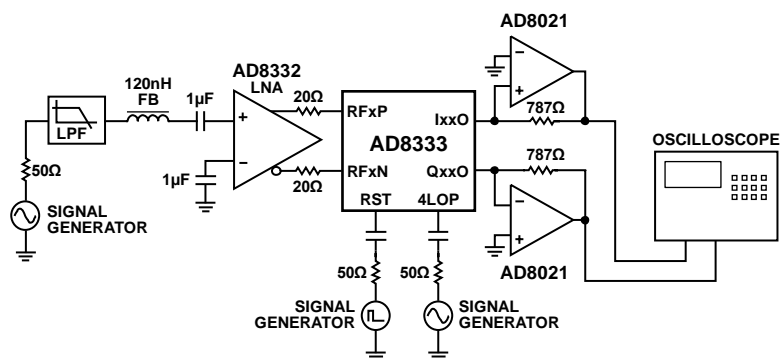 AD8021
120nH
FB
AD8332
LNA
1µF
20Ω
LPF
+
−
−
+
787Ω
RFxP
IxxO
AD8333
OSCILLOSCOPE
50Ω
1µF
20Ω
RFxN
QxxO
787Ω
RST
4LOP
−
+
SIGNAL
GENERATOR
AD8021
50Ω
50Ω
SIGNAL
GENERATOR
SIGNAL
GENERATOR